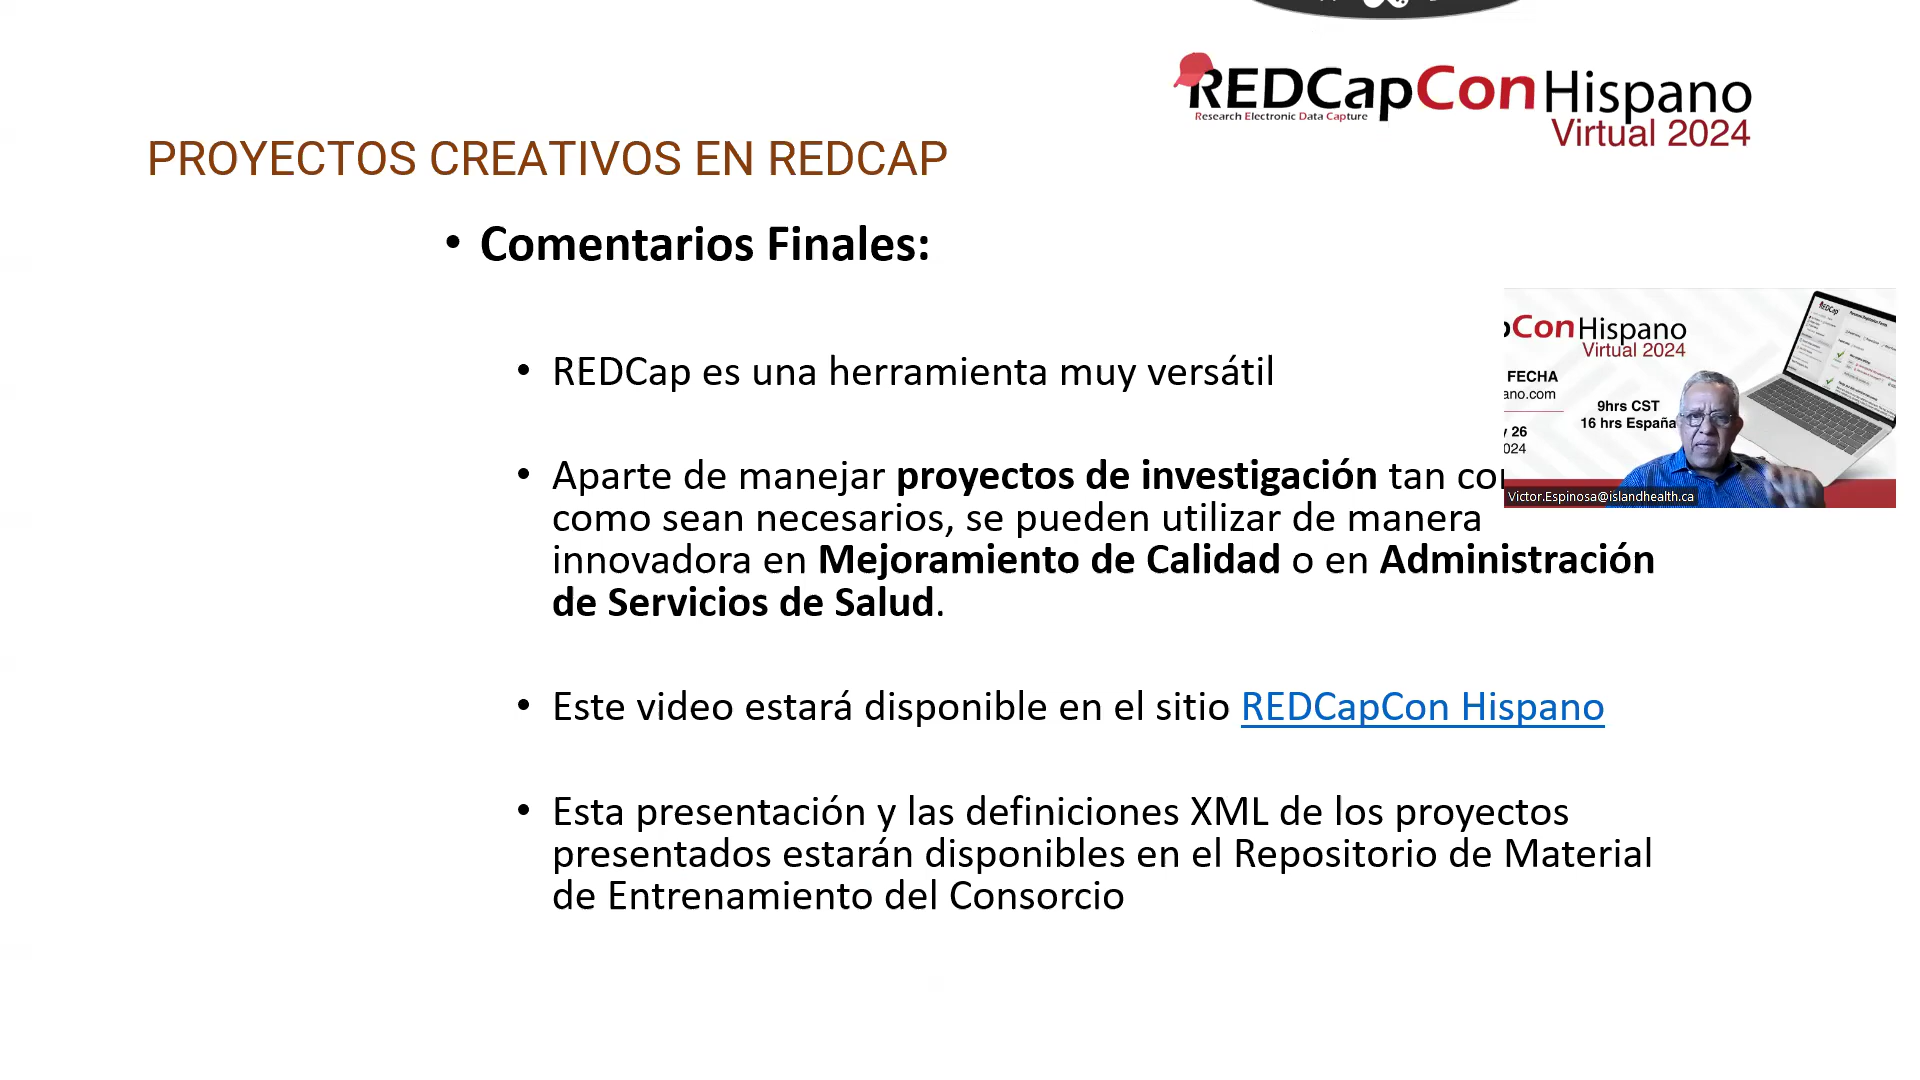 REDCapCon Hispano
Research Electronic Data Capture
Virtual 2024
PROYECTOS CREATIVOS EN REDCAP
• Comentarios Finales:
• REDCap es una herramienta muy versátil
• Aparte de manejar proyectos de investigación tan
como sean necesarios, se pueden utilizar de manera
innovadora en Mejoramiento de Calidad o en Administración
de Servicios de Salud.
• Este video estará disponible en el sitio REDCapCon Hispano
• Esta presentación y las definiciones XML de los proyectos
presentados estarán disponibles en el Repositorio de Material
de Entrenamiento del Consorcio
Con Hispano
Virtual 2024
FECHA
ano.com
9hrs CST
16 hrs España
26
024
Victor.Espinosa@islandhealth.ca